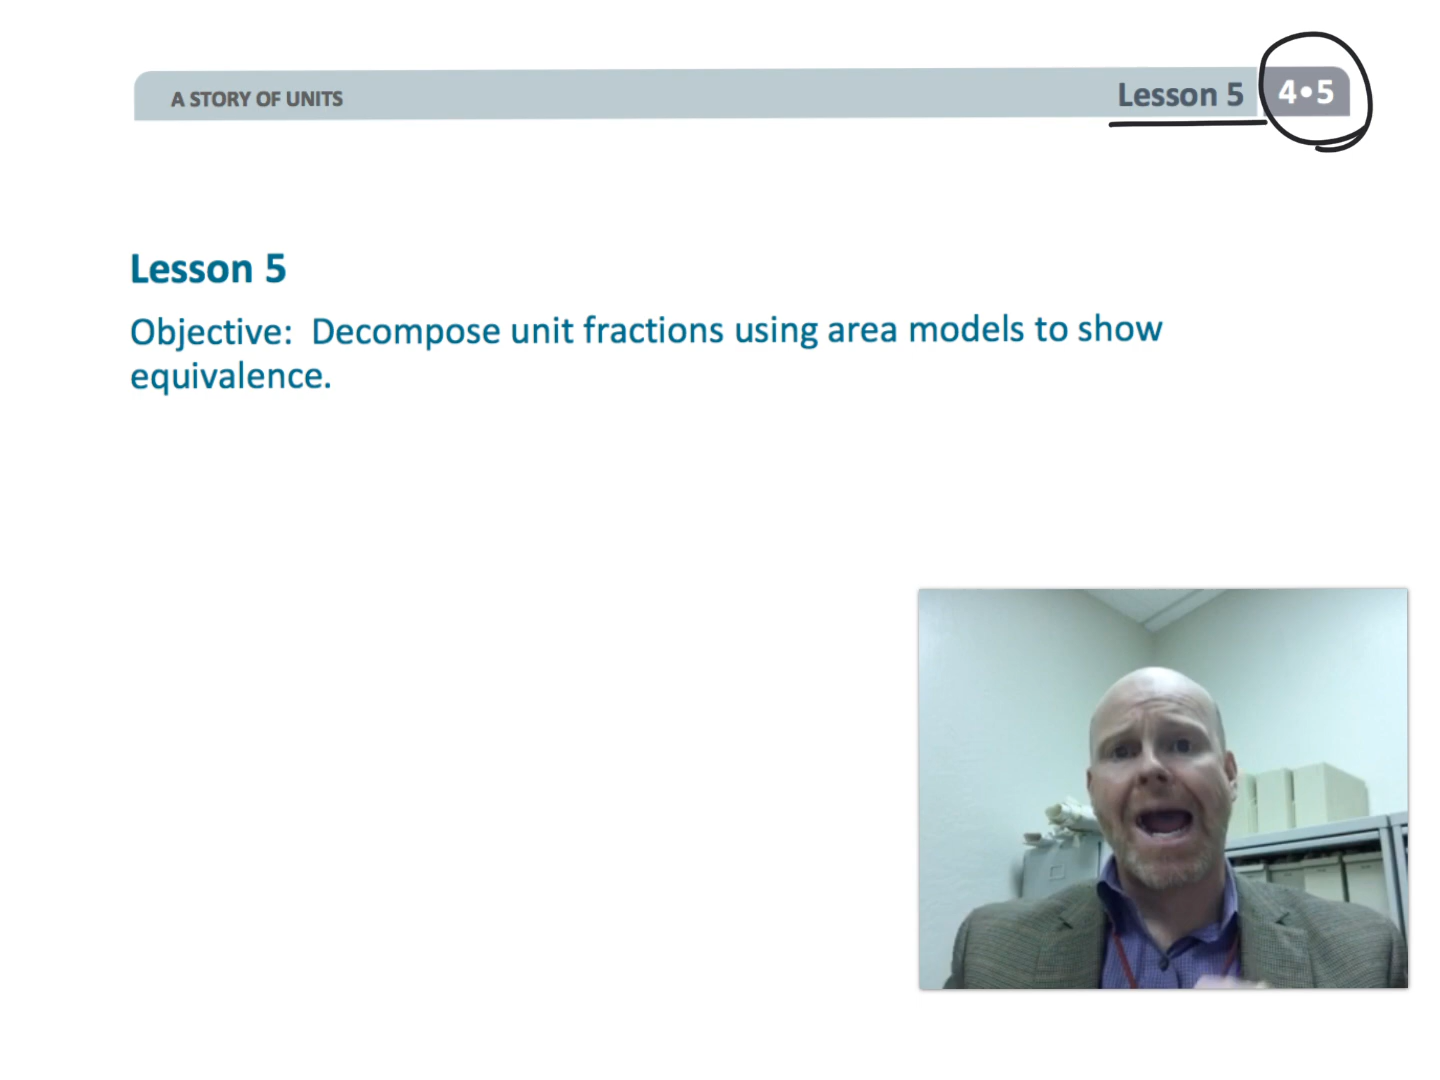 A STORY OF UNITS
Lesson 5
4•5
Lesson 5
Objective: Decompose unit fractions using area models to show
equivalence.